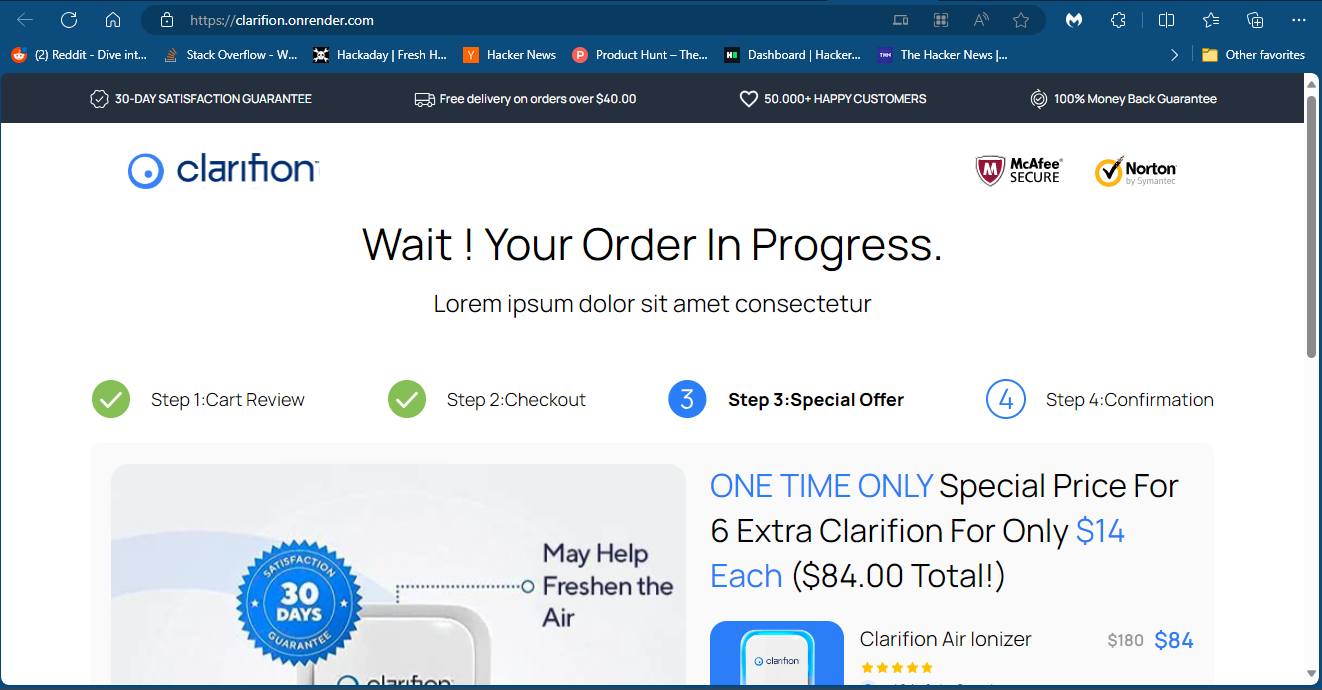 https://clarifion.onrender.com
(2) Reddit - Dive int...
Stack Overflow - W...
Hackaday | Fresh H...
Hacker News
Product Hunt – The...
Dashboard | Hacker...
The Hacker News |...
Other favorites
30-DAY SATISFACTION GUARANTEE
Free delivery on orders over $40.00
50.000+ HAPPY CUSTOMERS
100% Money Back Guarantee
clarifion™
McAfee®
SECURE
Norton
by Symantec
Wait ! Your Order In Progress.
Lorem ipsum dolor sit amet consectetur
Step 1:Cart Review
Step 2:Checkout
3 Step 3:Special Offer
4 Step 4:Confirmation
SATISFACTION
30
DAYS
GUARANTEE
May Help
Freshen the
Air
clarifion
ONE TIME ONLY Special Price For
6 Extra Clarifion For Only $14
Each ($84.00 Total!)
clarifion
Clarifion Air Ionizer
$180 $84